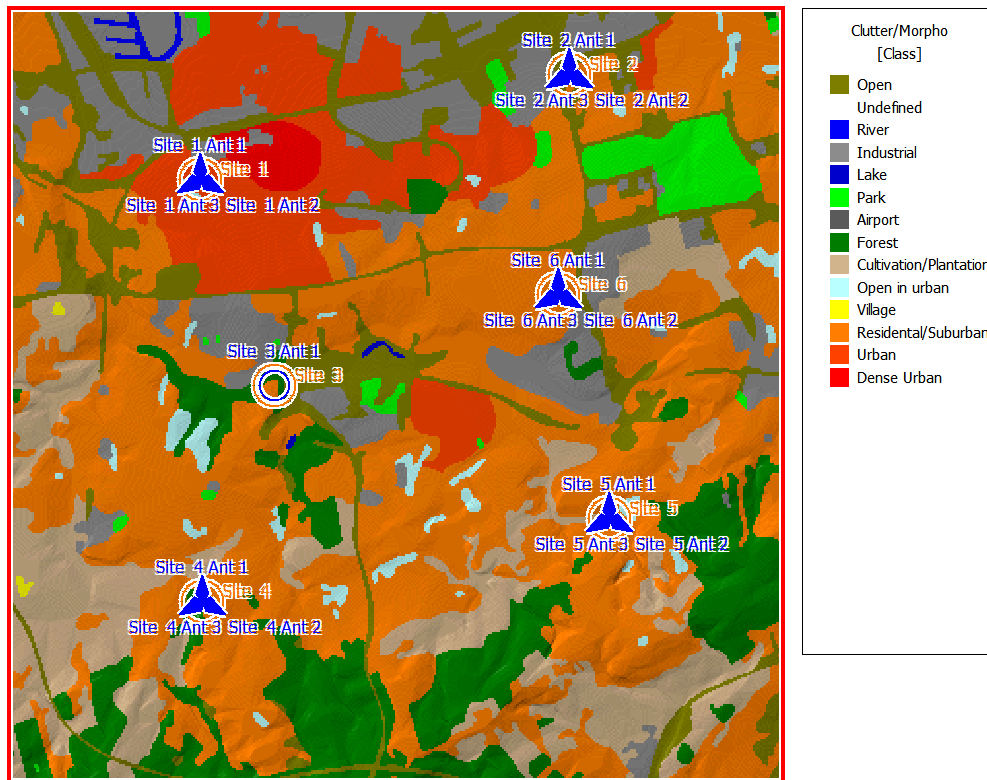 Clutter/Morpho
[Class]
Open
Undefined
River
Industrial
Lake
Park
Airport
Forest
Cultivation/Plantation
Open in urban
Village
Residental/Suburban
Urban
Dense Urban
Site 2 Ant 1
Site 2
Site 2 Ant 3 Site 2 Ant 2
Site 1 Ant 1
Site 1
Site 1 Ant 3 Site 1 Ant 2
Site 6 Ant 1
Site 6
Site 6 Ant 3 Site 6 Ant 2
Site 3 Ant 1
Site 3
Site 5 Ant 1
Site 5
Site 5 Ant 3 Site 5 Ant 2
Site 4 Ant 1
Site 4
Site 4 Ant 3 Site 4 Ant 2